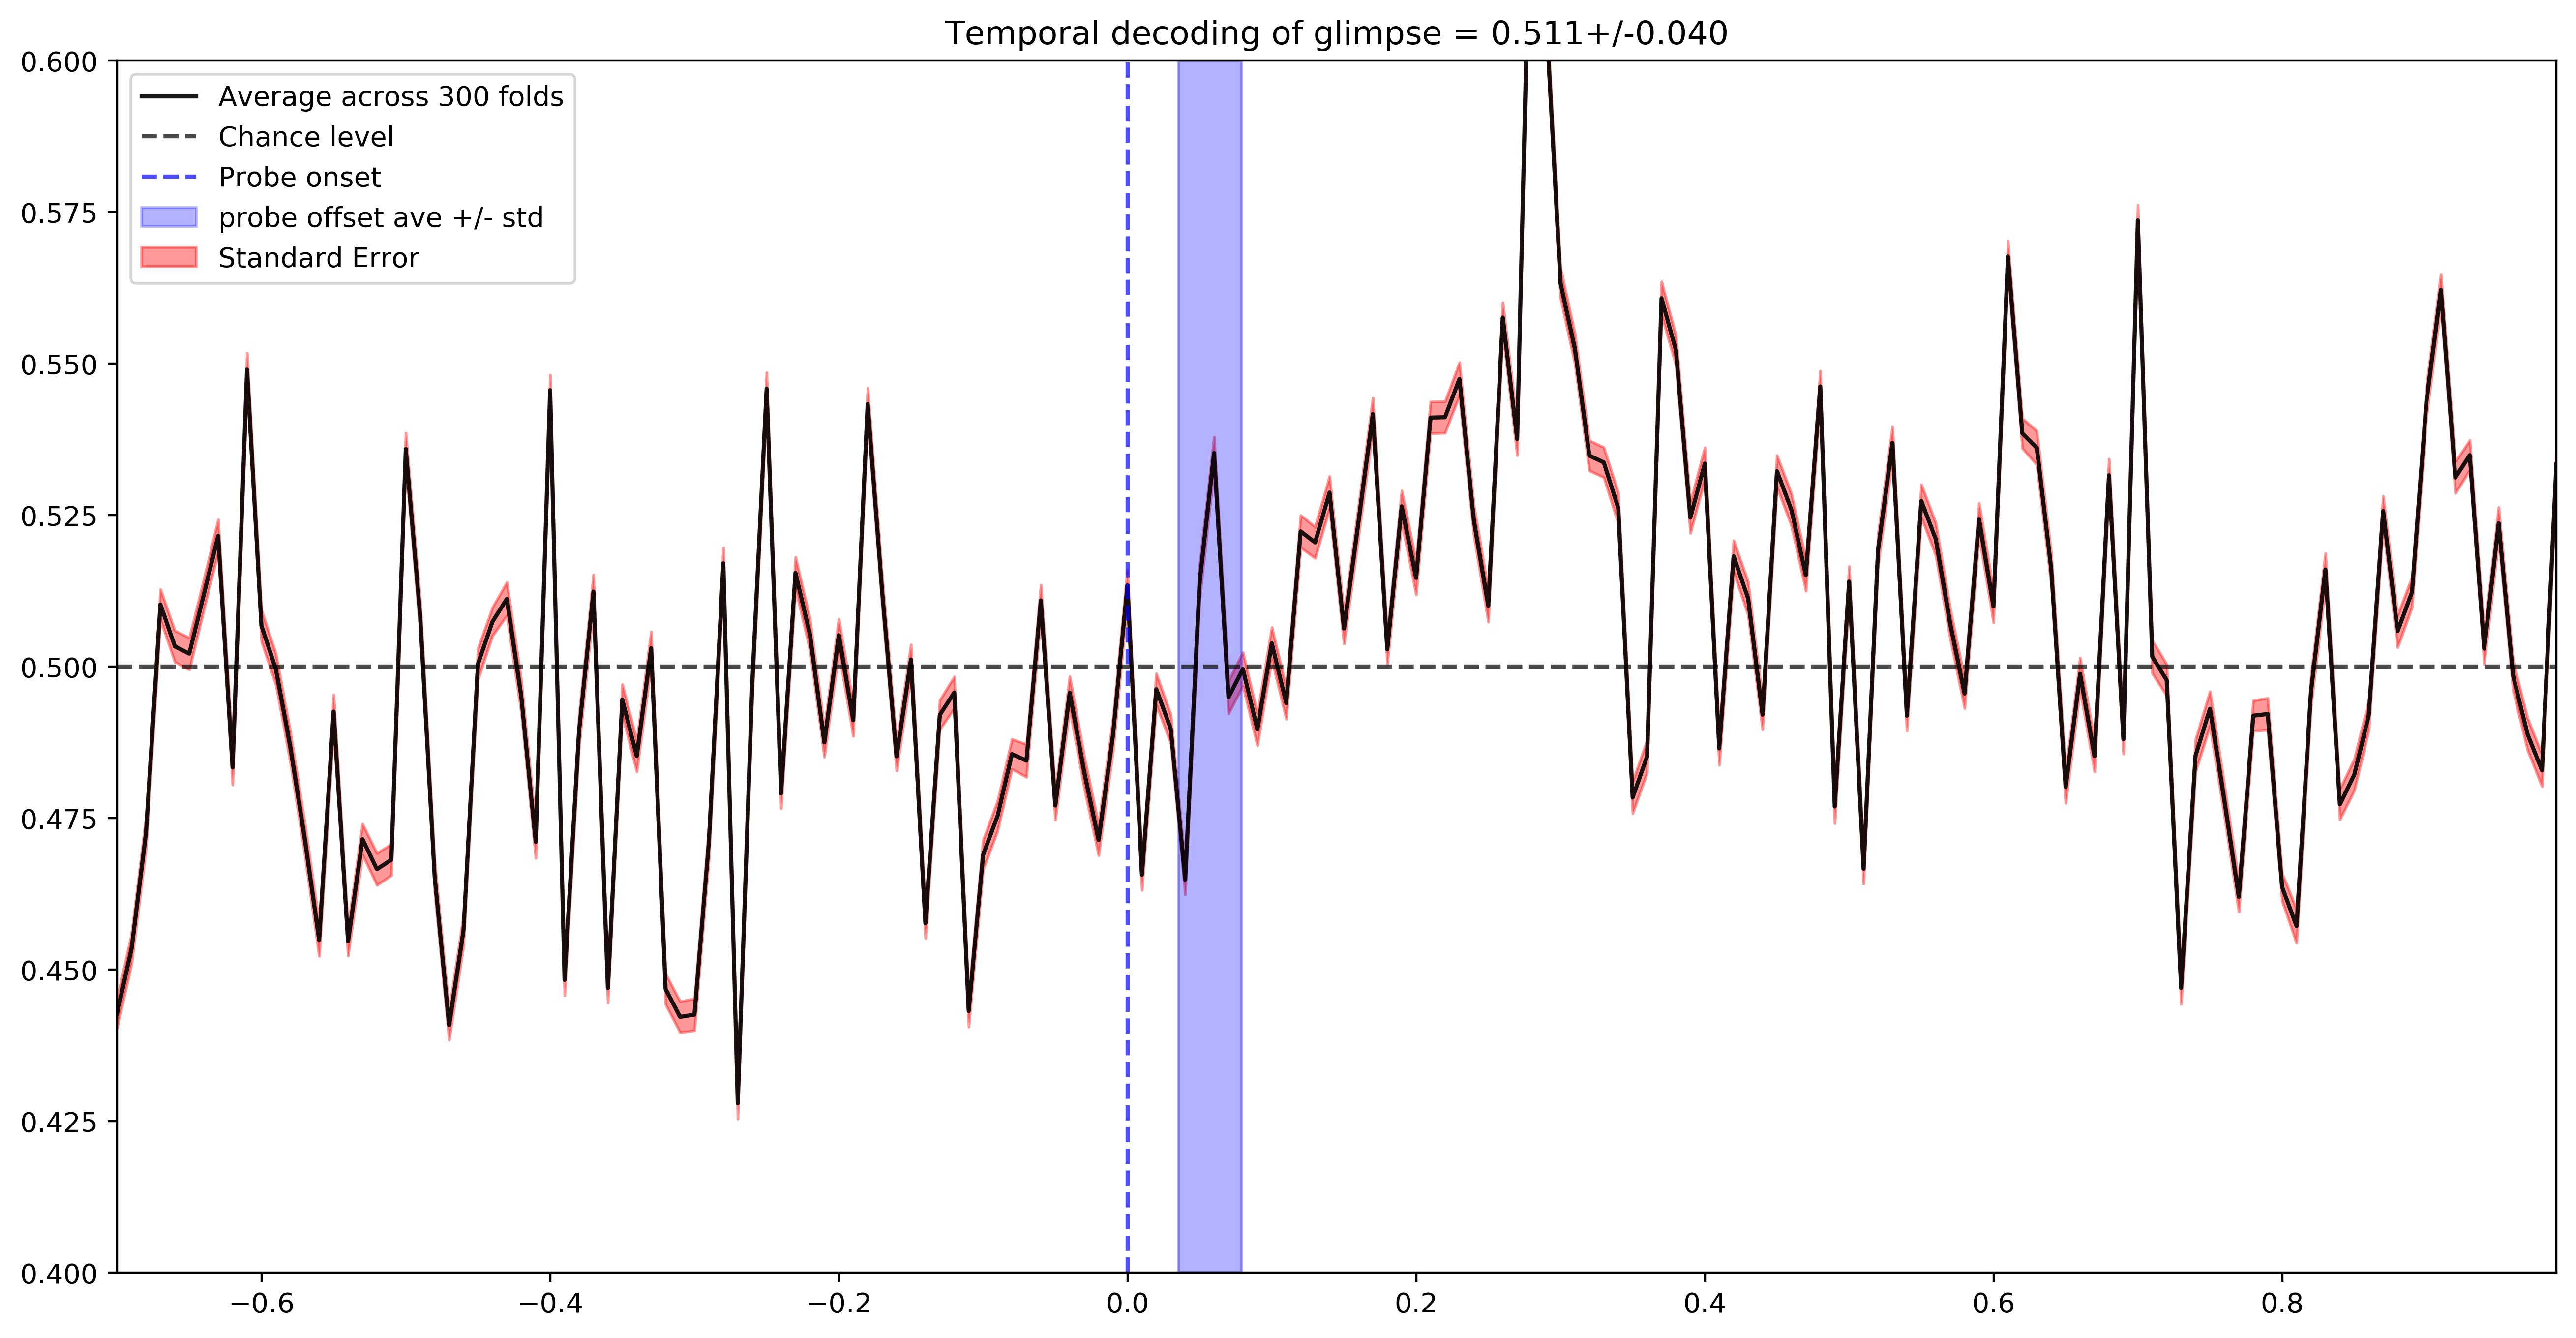 Temporal decoding of glimpse = 0.511+/-0.040
Average across 300 folds
Chance level
Probe onset
probe offset ave +/- std
Standard Error
0.600
0.575
0.550
0.525
0.500
0.475
0.450
0.425
0.400
−0.6
−0.4
−0.2
0.0
0.2
0.4
0.6
0.8